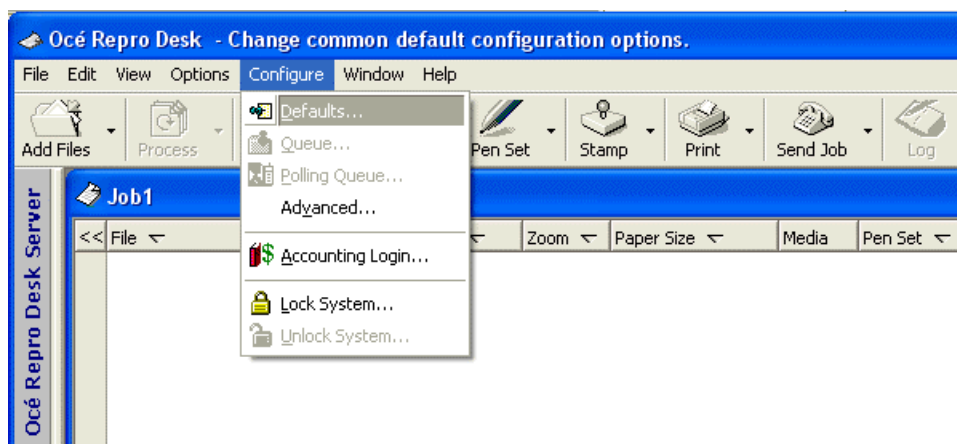 Océ Repro Desk - Change common default configuration options.
File Edit View Options Configure Window Help
Add Files Process Pen Set Stamp Print Send Job Log
Defaults...
Queue...
Polling Queue...
Advanced...
Accounting Login...
Lock System...
Unlock System...
Océ Repro Desk Server
Job1
<< File Zoom Paper Size Media Pen Set